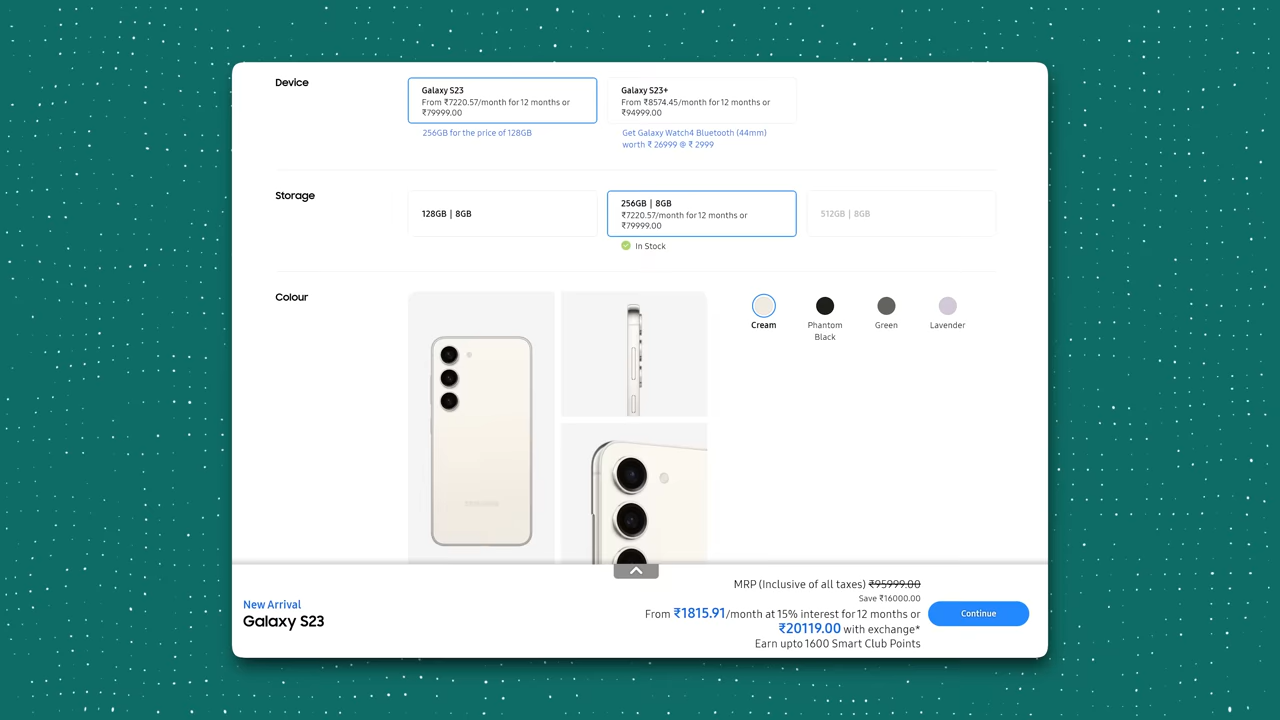 Device
Galaxy S23
From ₹7220.57/month for 12 months or
₹79999.00
256GB for the price of 128GB
Galaxy S23+
From ₹8574.45/month for 12 months or
₹94999.00
Get Galaxy Watch4 Bluetooth (44mm)
worth ₹ 26999 @ ₹ 2999
Storage
128GB | 8GB
256GB | 8GB
₹7220.57/month for 12 months or
₹79999.00
In Stock
512GB | 8GB
Colour
Cream
Phantom
Black
Green
Lavender
New Arrival
Galaxy S23
MRP (Inclusive of all taxes) ₹95999.00
Save ₹16000.00
From ₹1815.91/month at 15% interest for 12 months or
₹20119.00 with exchange*
Earn upto 1600 Smart Club Points
Continue